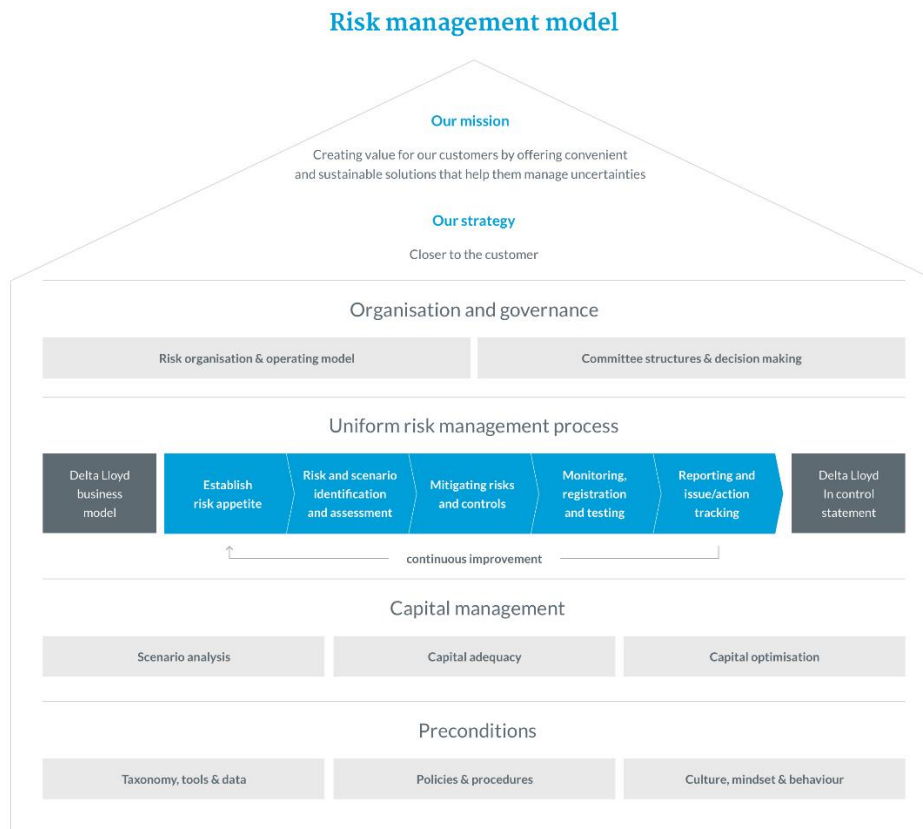 Risk management model
Our mission
Creating value for our customers by offering convenient
and sustainable solutions that help them manage uncertainties
Our strategy
Closer to the customer
Organisation and governance
Risk organisation & operating model
Committee structures & decision making
Uniform risk management process
Delta Lloyd
business
model
Establish
risk appetite
Risk and scenario
identification
and assessment
Mitigating risks
and controls
Monitoring,
registration
and testing
Reporting and
issue/action
tracking
Delta Lloyd
In control
statement
continuous improvement
Capital management
Scenario analysis
Capital adequacy
Capital optimisation
Preconditions
Taxonomy, tools & data
Policies & procedures
Culture, mindset & behaviour